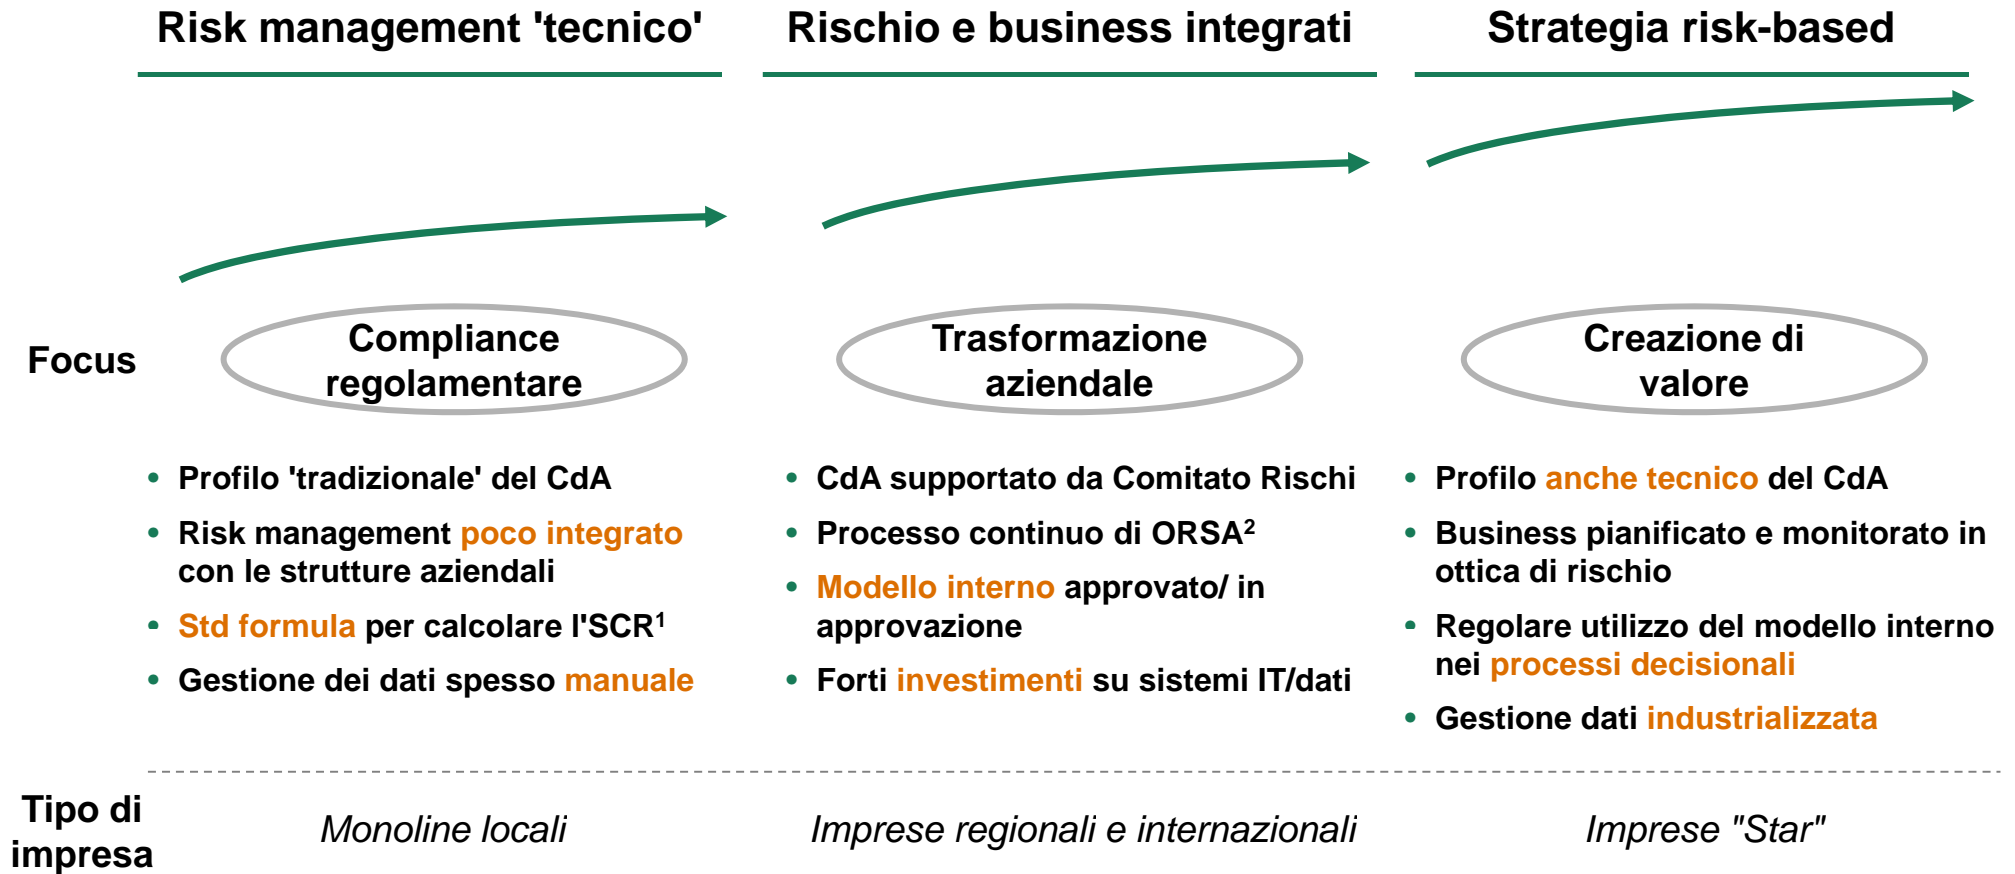 Risk management 'tecnico'
Rischio e business integrati
Strategia risk-based
Focus
Compliance
regolamentare
Trasformazione
aziendale
Creazione di
valore
• Profilo 'tradizionale' del CdA
• Risk management poco integrato
con le strutture aziendali
• Std formula per calcolare l'SCR¹
• Gestione dei dati spesso manuale
• CdA supportato da Comitato Rischi
• Processo continuo di ORSA²
• Modello interno approvato/ in
approvazione
• Forti investimenti su sistemi IT/dati
• Profilo anche tecnico del CdA
• Business pianificato e monitorato in
ottica di rischio
• Regolare utilizzo del modello interno
nei processi decisionali
• Gestione dati industrializzata
Tipo di
impresa
Monoline locali
Imprese regionali e internazionali
Imprese "Star"